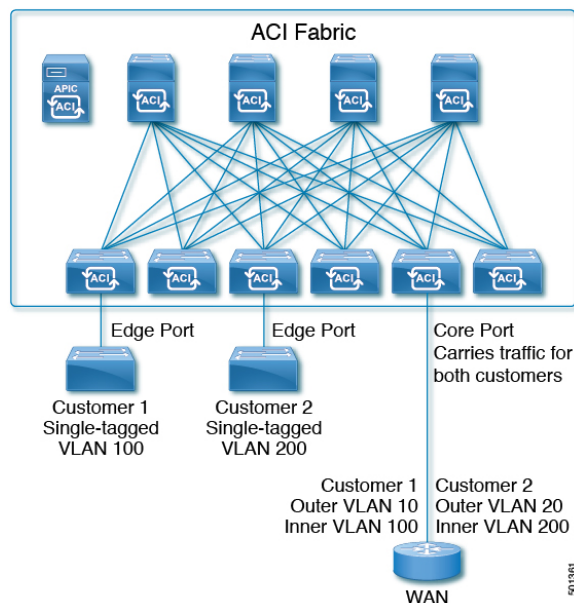 ACI Fabric
APIC
ACI
ACI
ACI
ACI
ACI
ACI
ACI
ACI
ACI
ACI
ACI
Edge Port
Edge Port
Core Port
Carries traffic for
both customers
Customer 1
Single-tagged
VLAN 100
Customer 2
Single-tagged
VLAN 200
Customer 1
Outer VLAN 10
Inner VLAN 100
Customer 2
Outer VLAN 20
Inner VLAN 200
WAN
501361